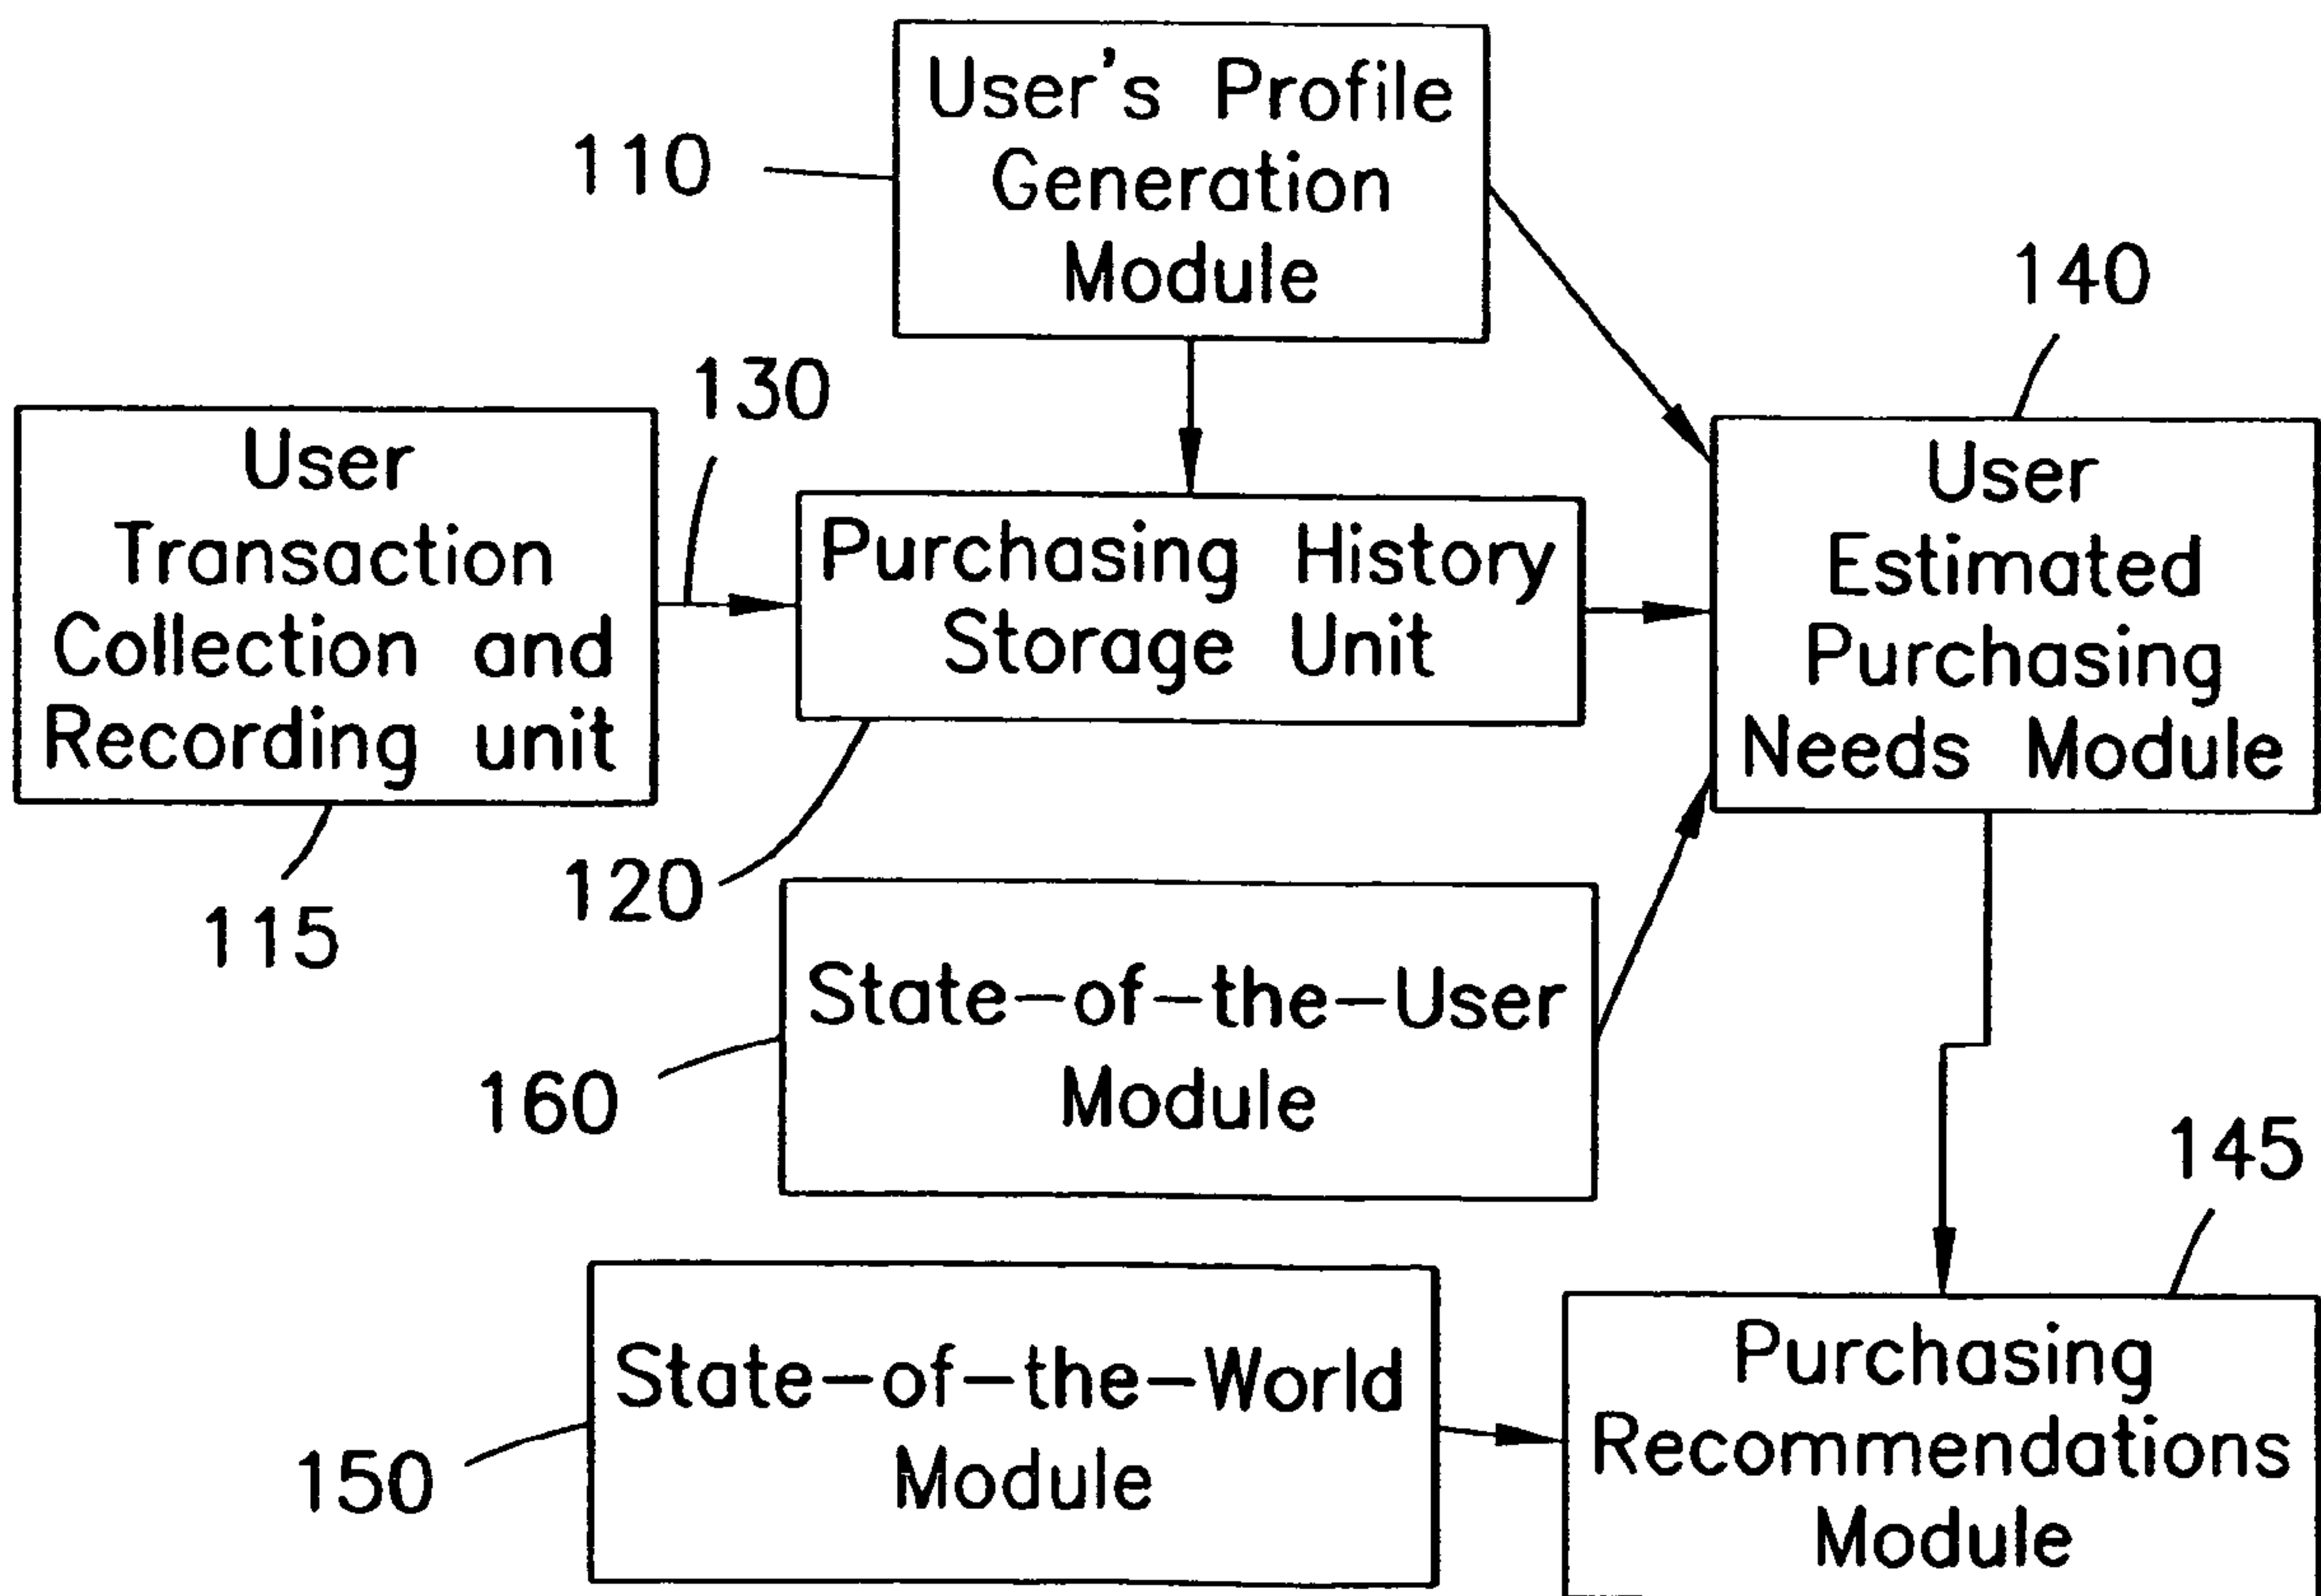 User's Profile
Generation
Module
110
140
130
User
Transaction
Collection and
Recording unit
Purchasing History
Storage Unit
User
Estimated
Purchasing
Needs Module
120
115
State-of-the-User
Module
160
145
State-of-the-World
Module
150
Purchasing
Recommendations
Module